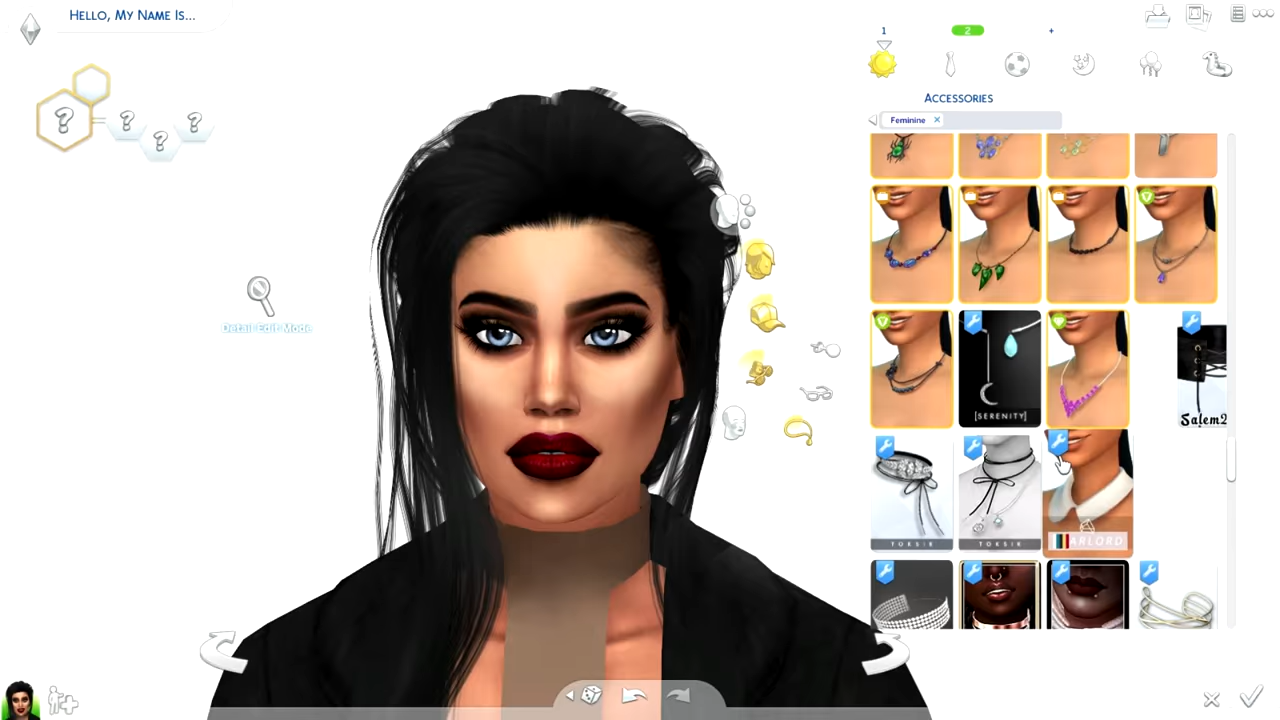 Hello, My Name Is...
1
2
+
Accessories
Feminine ×
Detail Edit Mode
[SERENITY]
Salem2
TOKSIK
TOKSIK
ARLORD